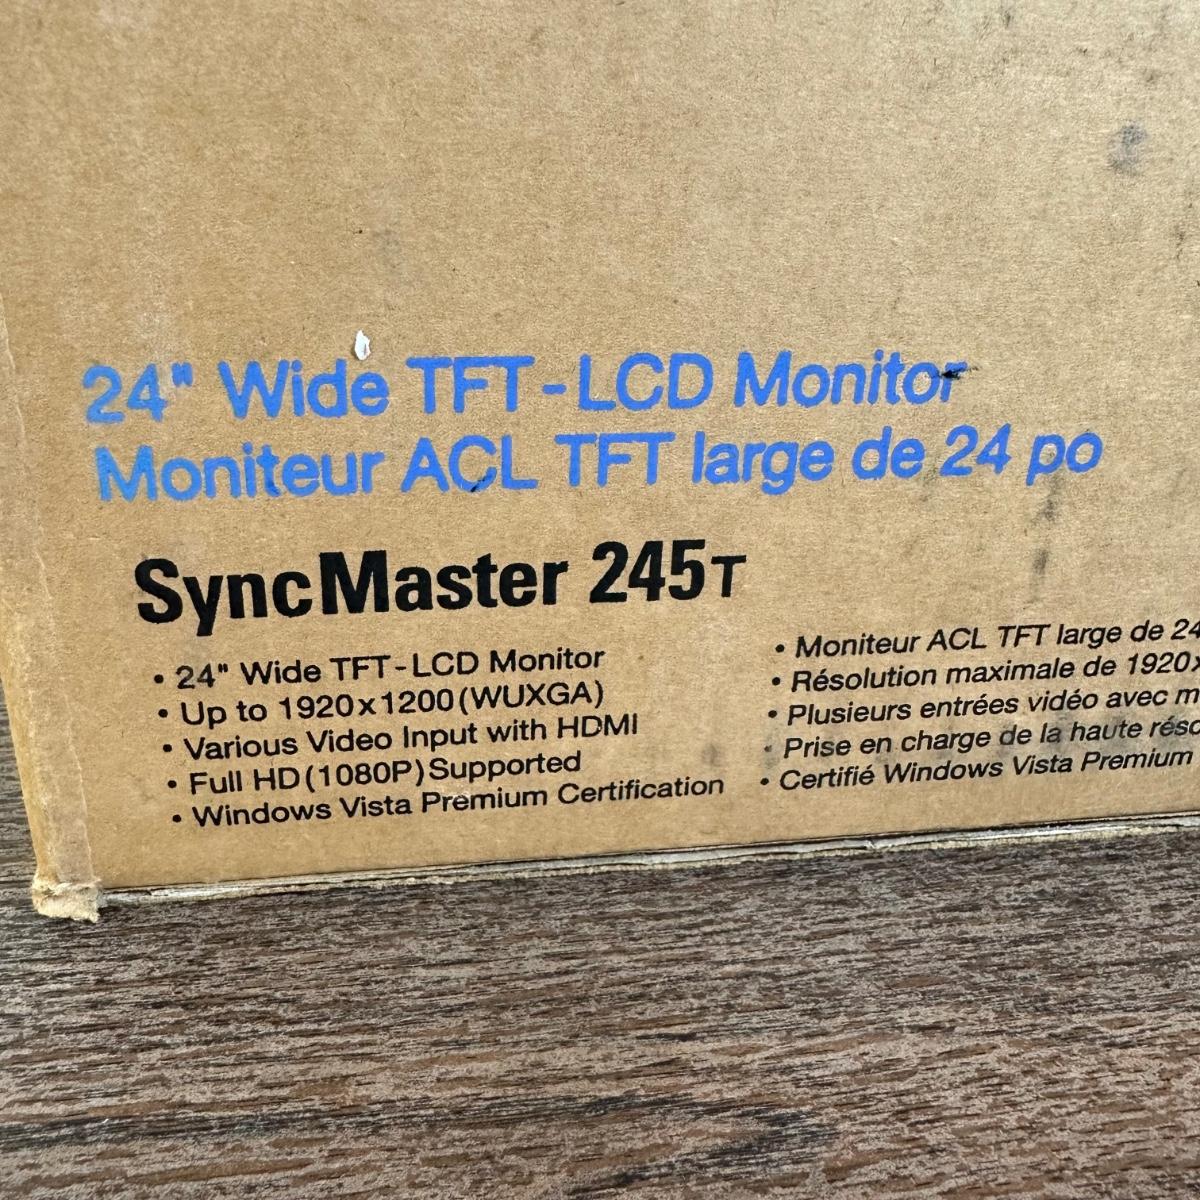 24" Wide TFT-LCD Monitor
Moniteur ACL TFT large de 24 po
SyncMaster 245T
• 24" Wide TFT-LCD Monitor
• Up to 1920x1200(WUXGA)
• Various Video Input with HDMI
• Full HD(1080P)Supported
• Windows Vista Premium Certification
• Moniteur ACL TFT large de 24
• Résolution maximale de 1920x
• Plusieurs entrées vidéo avec
• Prise en charge de la haute
• Certifié Windows Vista Premium